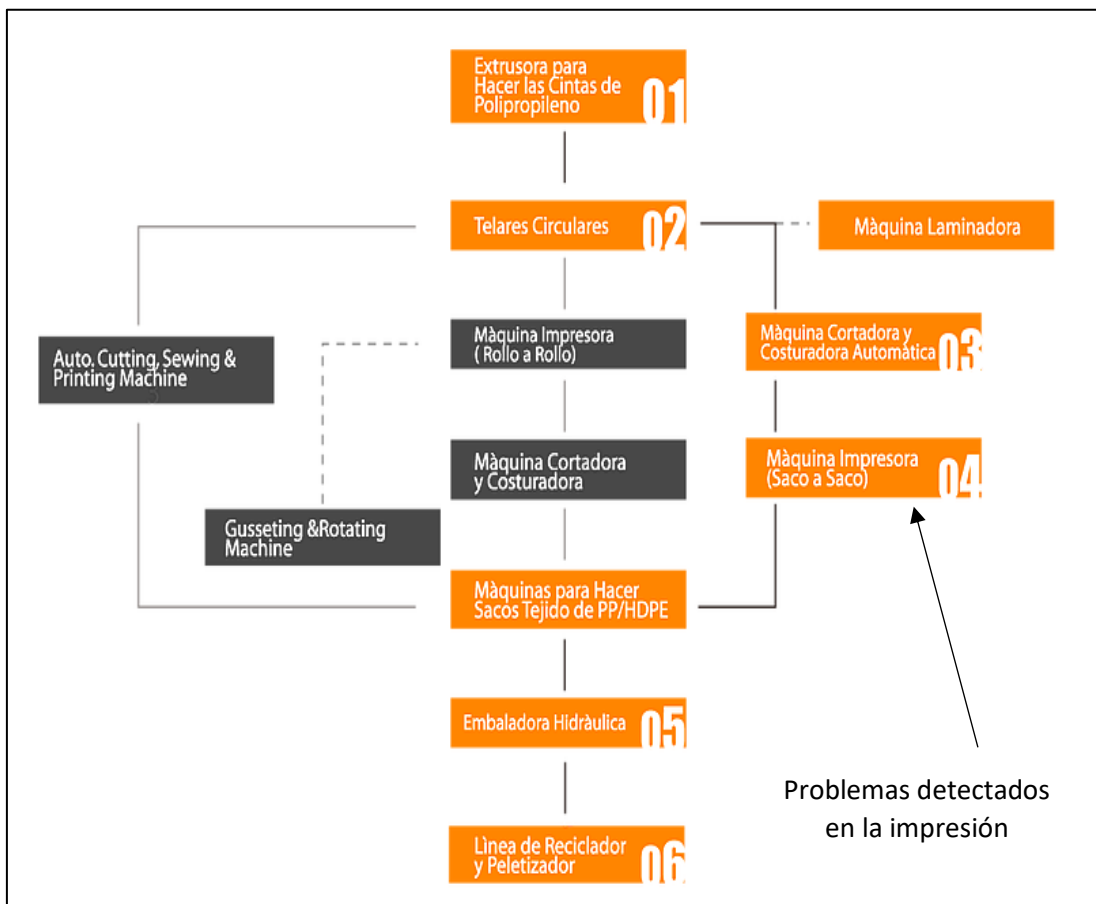 Extrusora para
Hacer las Cintas de
Polipropileno
01
Telares Circulares
02
Màquina Laminadora
Màquina Impresora
( Rollo a Rollo)
Màquina Cortadora y
Costuradora Automàtica
03
Auto. Cutting, Sewing &
Printing Machine
Màquina Cortadora
y Costuradora
Màquina Impresora
(Saco a Saco)
04
Gusseting &Rotating
Machine
Màquinas para Hacer
Sacos Tejido de PP/HDPE
Embaladora Hidràulica
05
Problemas detectados
en la impresión
Lìnea de Reciclador
y Peletizador
06